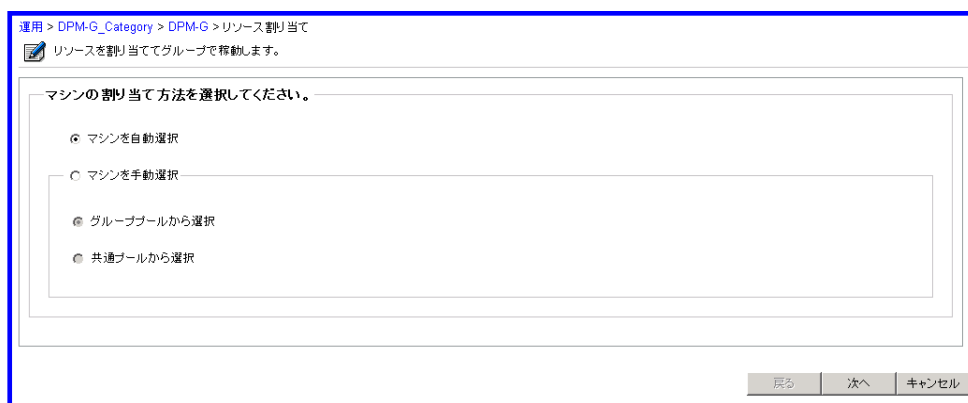 運用 > DPM-G_Category > DPM-G > リソース割り当て
リソースを割り当ててグループで稼動します。
マシンの割り当て方法を選択してください。
マシンを自動選択
マシンを手動選択
グループプールから選択
共通プールから選択
戻る 次へ キャンセル